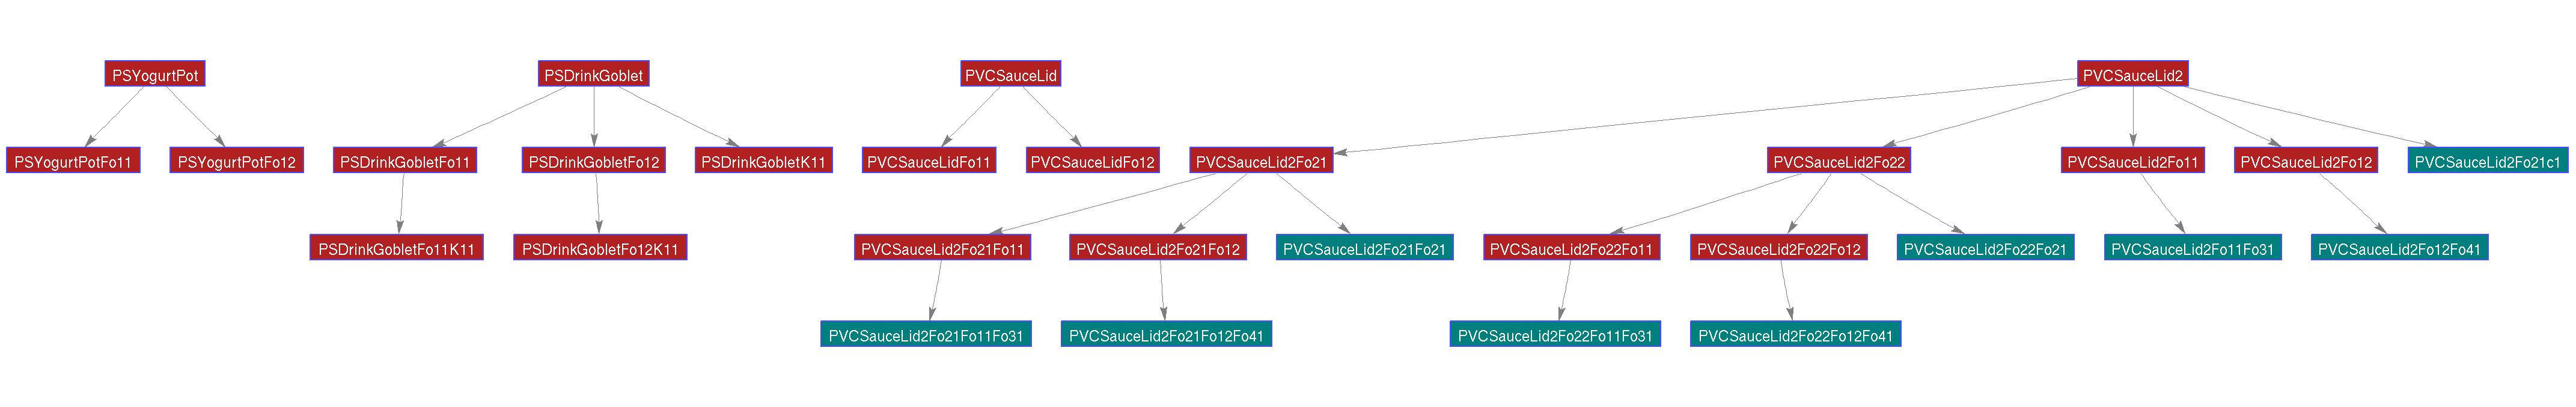 PSYogurtPot
PSDrinkGoblet
PVCSauceLid
PVCSauceLid2
PSYogurtPotFo11
PSYogurtPotFo12
PSDrinkGobletFo11
PSDrinkGobletFo12
PSDrinkGobletK11
PVCSauceLidFo11
PVCSauceLidFo12
PVCSauceLid2Fo21
PVCSauceLid2Fo22
PVCSauceLid2Fo11
PVCSauceLid2Fo12
PVCSauceLid2Fo21c1
PSDrinkGobletFo11K11
PSDrinkGobletFo12K11
PVCSauceLid2Fo21Fo11
PVCSauceLid2Fo21Fo12
PVCSauceLid2Fo21Fo21
PVCSauceLid2Fo22Fo11
PVCSauceLid2Fo22Fo12
PVCSauceLid2Fo22Fo21
PVCSauceLid2Fo11Fo31
PVCSauceLid2Fo12Fo41
PVCSauceLid2Fo21Fo11Fo31
PVCSauceLid2Fo21Fo12Fo41
PVCSauceLid2Fo22Fo11Fo31
PVCSauceLid2Fo22Fo12Fo41